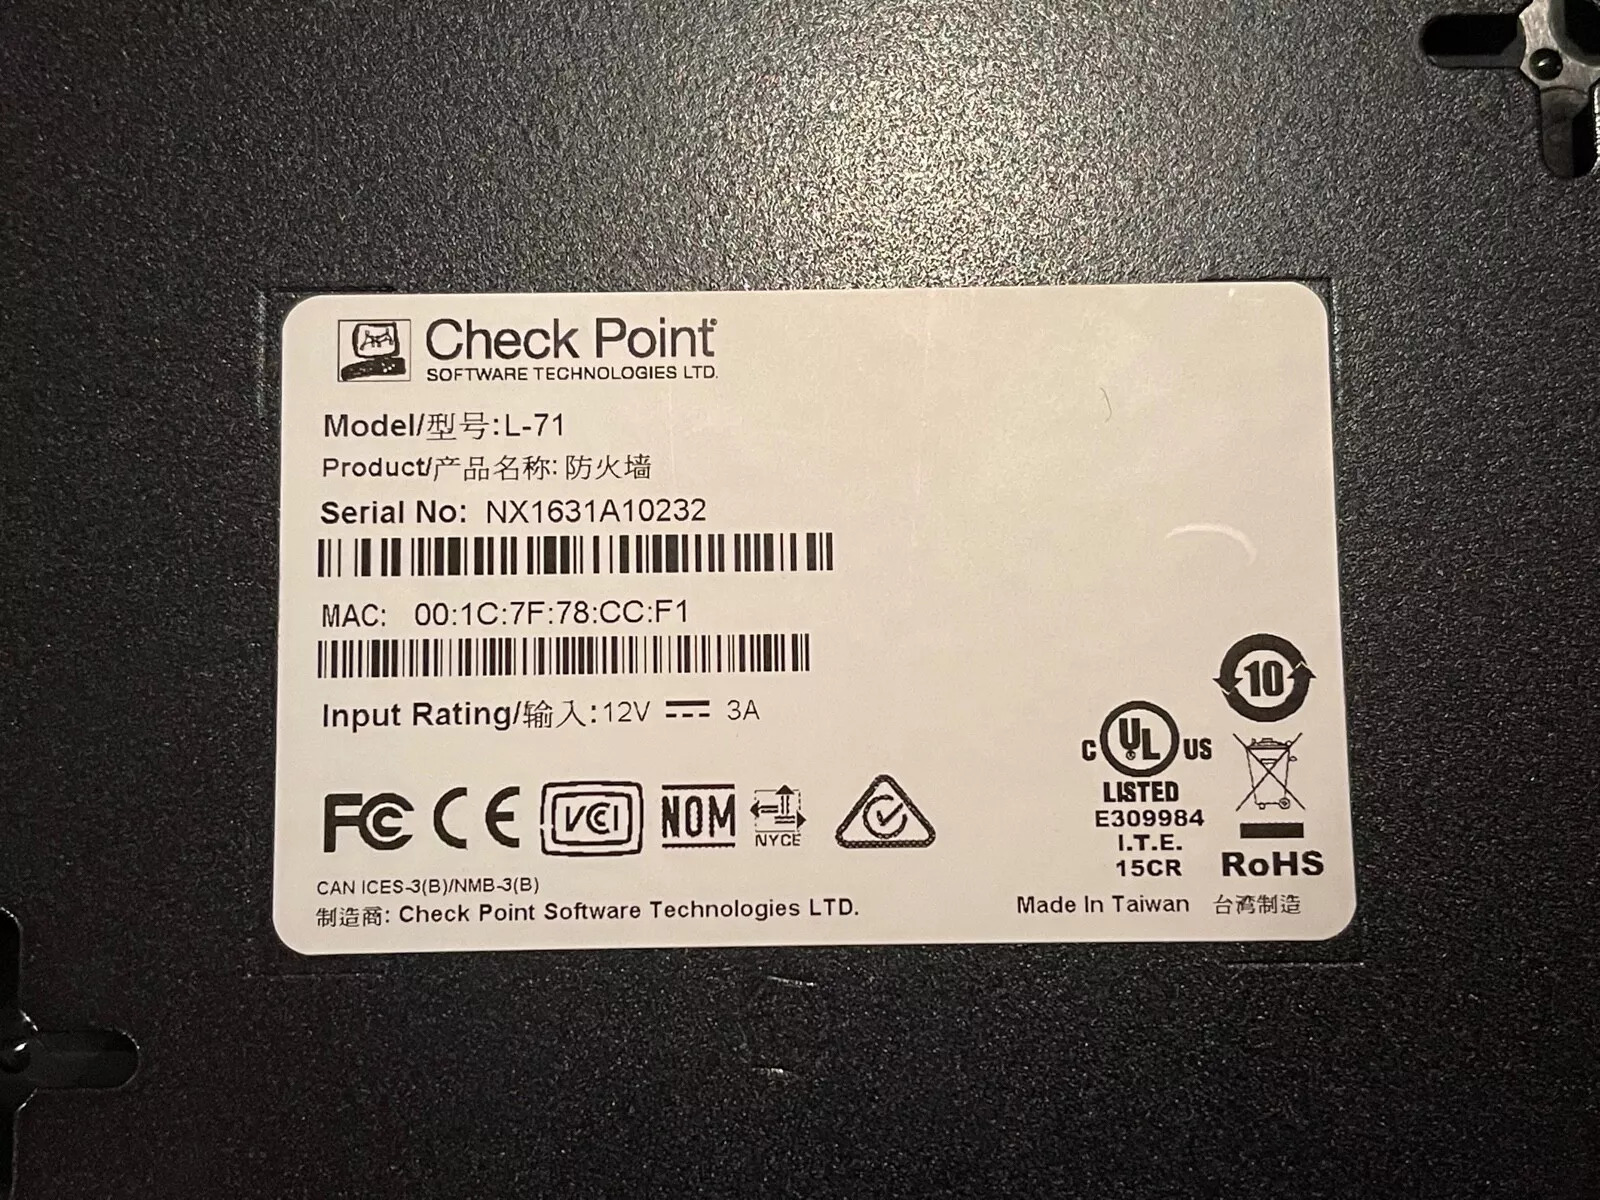 Check Point
SOFTWARE TECHNOLOGIES LTD.
Model/型号:L-71
Product/产品名称: 防火墙
Serial No: NX1631A10232
MAC: 00:1C:7F:78:CC:F1
Input Rating/输入:12V 3A
10
C UL US
LISTED
E309984
I.T.E.
15CR
RoHS
FC CE VCCI NOM NYCE
CAN ICES-3(B)/NMB-3(B)
制造商: Check Point Software Technologies LTD.
Made In Taiwan 台湾制造